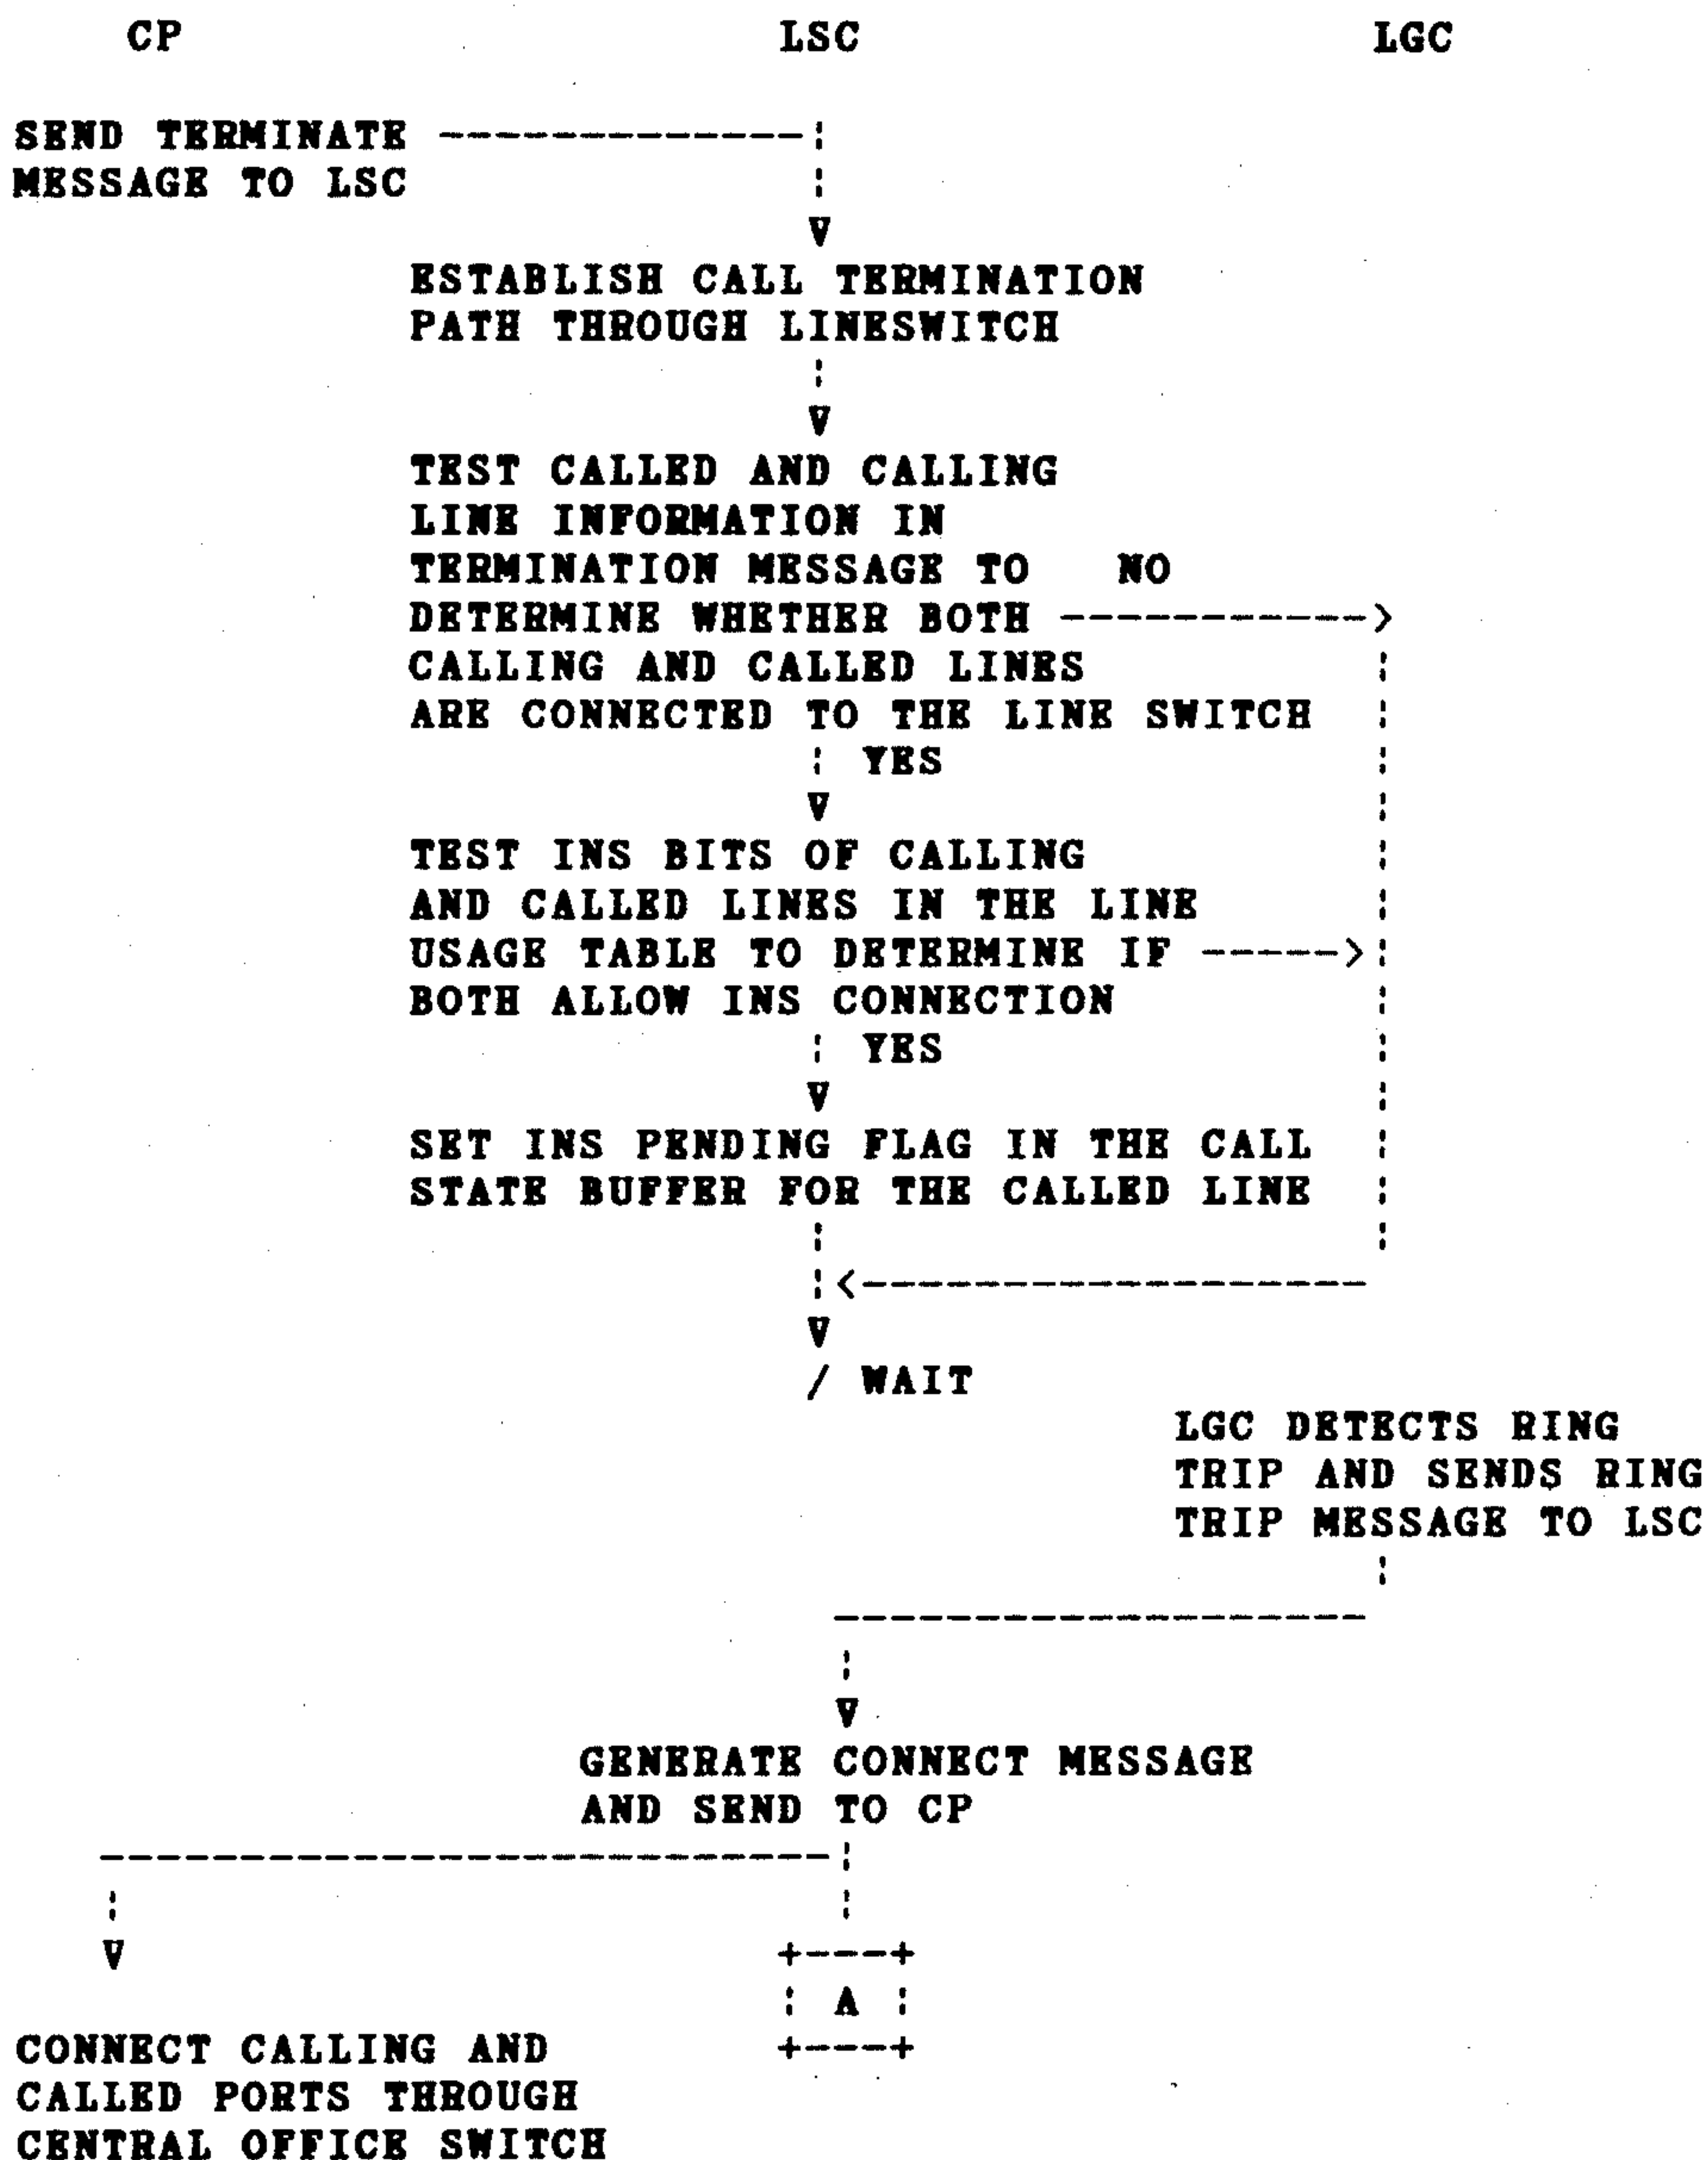 CP LSC LGC
SEND TERMINATE
MESSAGE TO LSC
ESTABLISH CALL TERMINATION
PATH THROUGH LINESWITCH
TEST CALLED AND CALLING
LINE INFORMATION IN
TERMINATION MESSAGE TO NO
DETERMINE WHETHER BOTH
CALLING AND CALLED LINES
ARE CONNECTED TO THE LINE SWITCH
YES
TEST INS BITS OF CALLING
AND CALLED LINES IN THE LINE
USAGE TABLE TO DETERMINE IF
BOTH ALLOW INS CONNECTION
YES
SET INS PENDING FLAG IN THE CALL
STATE BUFFER FOR THE CALLED LINE
/ WAIT
LGC DETECTS RING
TRIP AND SENDS RING
TRIP MESSAGE TO LSC
GENERATE CONNECT MESSAGE
AND SEND TO CP
A
CONNECT CALLING AND
CALLED PORTS THROUGH
CENTRAL OFFICE SWITCH